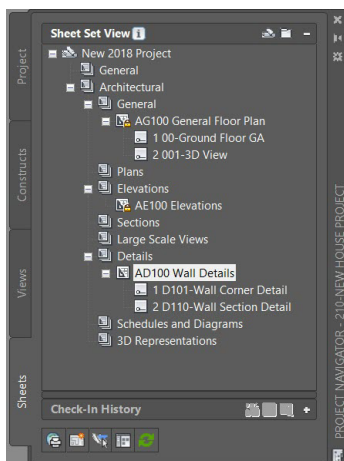 Sheet Set View
New 2018 Project
General
Architectural
General
AG100 General Floor Plan
1 00-Ground Floor GA
2 001-3D View
Plans
Elevations
AE100 Elevations
Sections
Large Scale Views
Details
AD100 Wall Details
1 D101-Wall Corner Detail
2 D110-Wall Section Detail
Schedules and Diagrams
3D Representations
Check-In History
Project
Constructs
Views
Sheets
PROJECT NAVIGATOR - 210-NEW HOUSE PROJECT